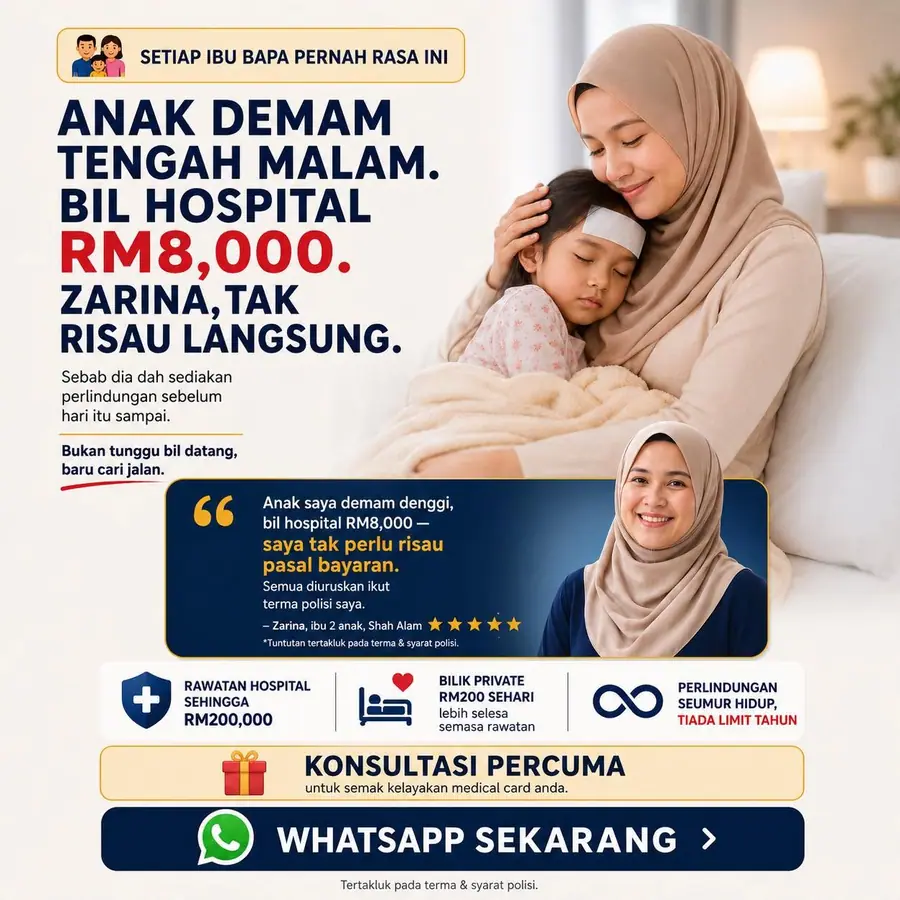 SETIAP IBU BAPA PERNAH RASA INI
ANAK DEMAM
TENGAH MALAM.
BIL HOSPITAL
RM8,000.
ZARINA, TAK
RISAU LANGSUNG.
Sebab dia dah sediakan
perlindungan sebelum
hari itu sampai.
Bukan tunggu bil datang,
baru cari jalan.
“
Anak saya demam denggi,
bil hospital RM8,000 —
saya tak perlu risau
pasal bayaran.
Semua diuruskan ikut
terma polisi saya.
– Zarina, ibu 2 anak, Shah Alam
*Tuntutan tertakluk pada terma & syarat polisi.
RAWATAN HOSPITAL
SEHINGGA
RM200,000
BILIK PRIVATE
RM200 SEHARI
lebih selesa
semasa rawatan
PERLINDUNGAN
SEUMUR HIDUP,
TIADA LIMIT TAHUN
KONSULTASI PERCUMA
untuk semak kelayakan medical card anda.
WHATSAPP SEKARANG
Tertakluk pada terma & syarat polisi.